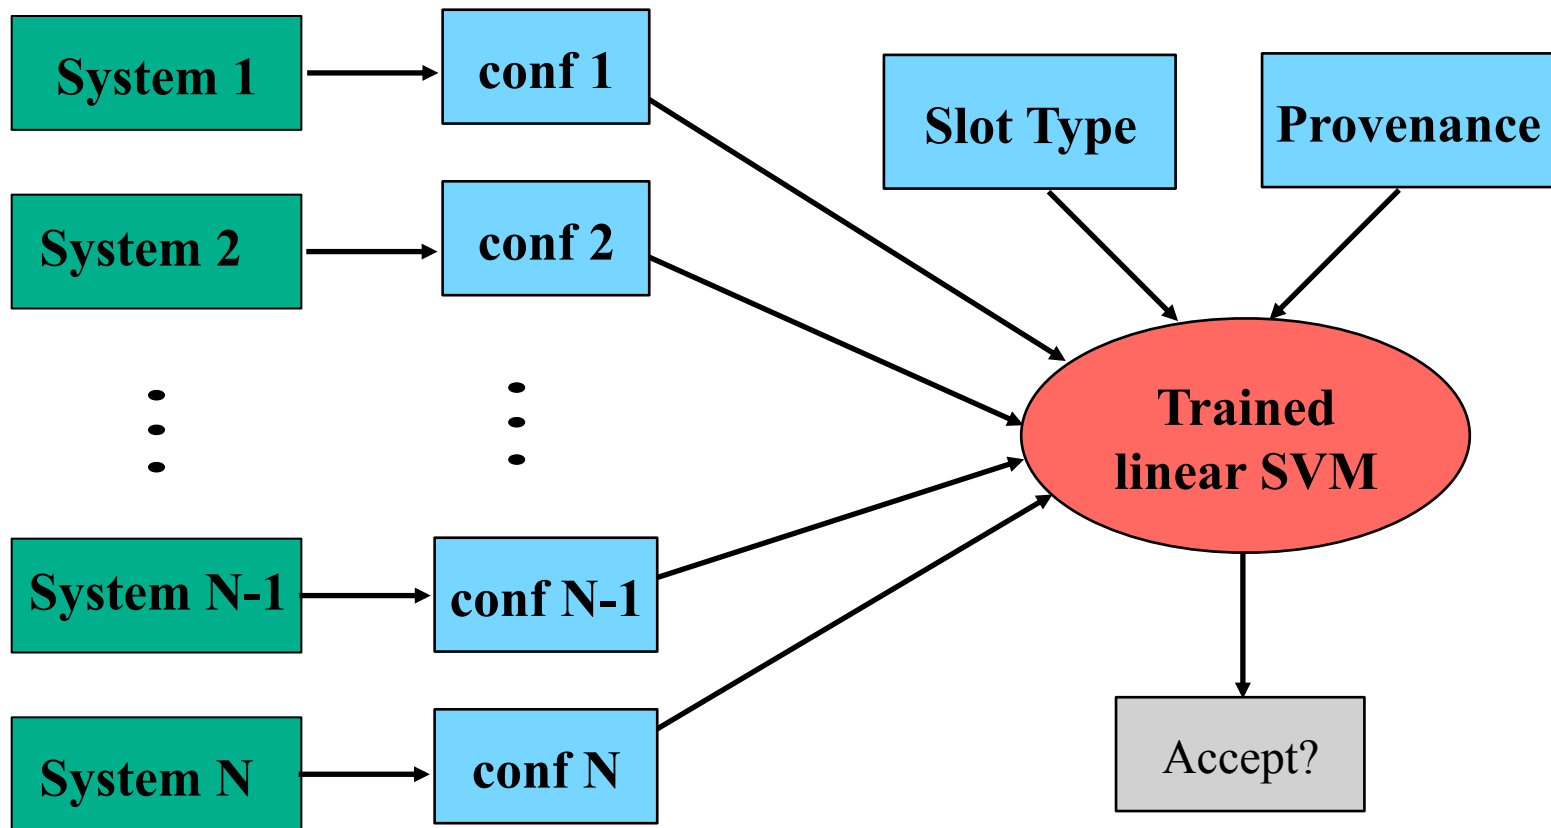 System 1
conf 1
Slot Type
Provenance
System 2
conf 2
Trained
linear SVM
System N-1
conf N-1
System N
conf N
Accept?